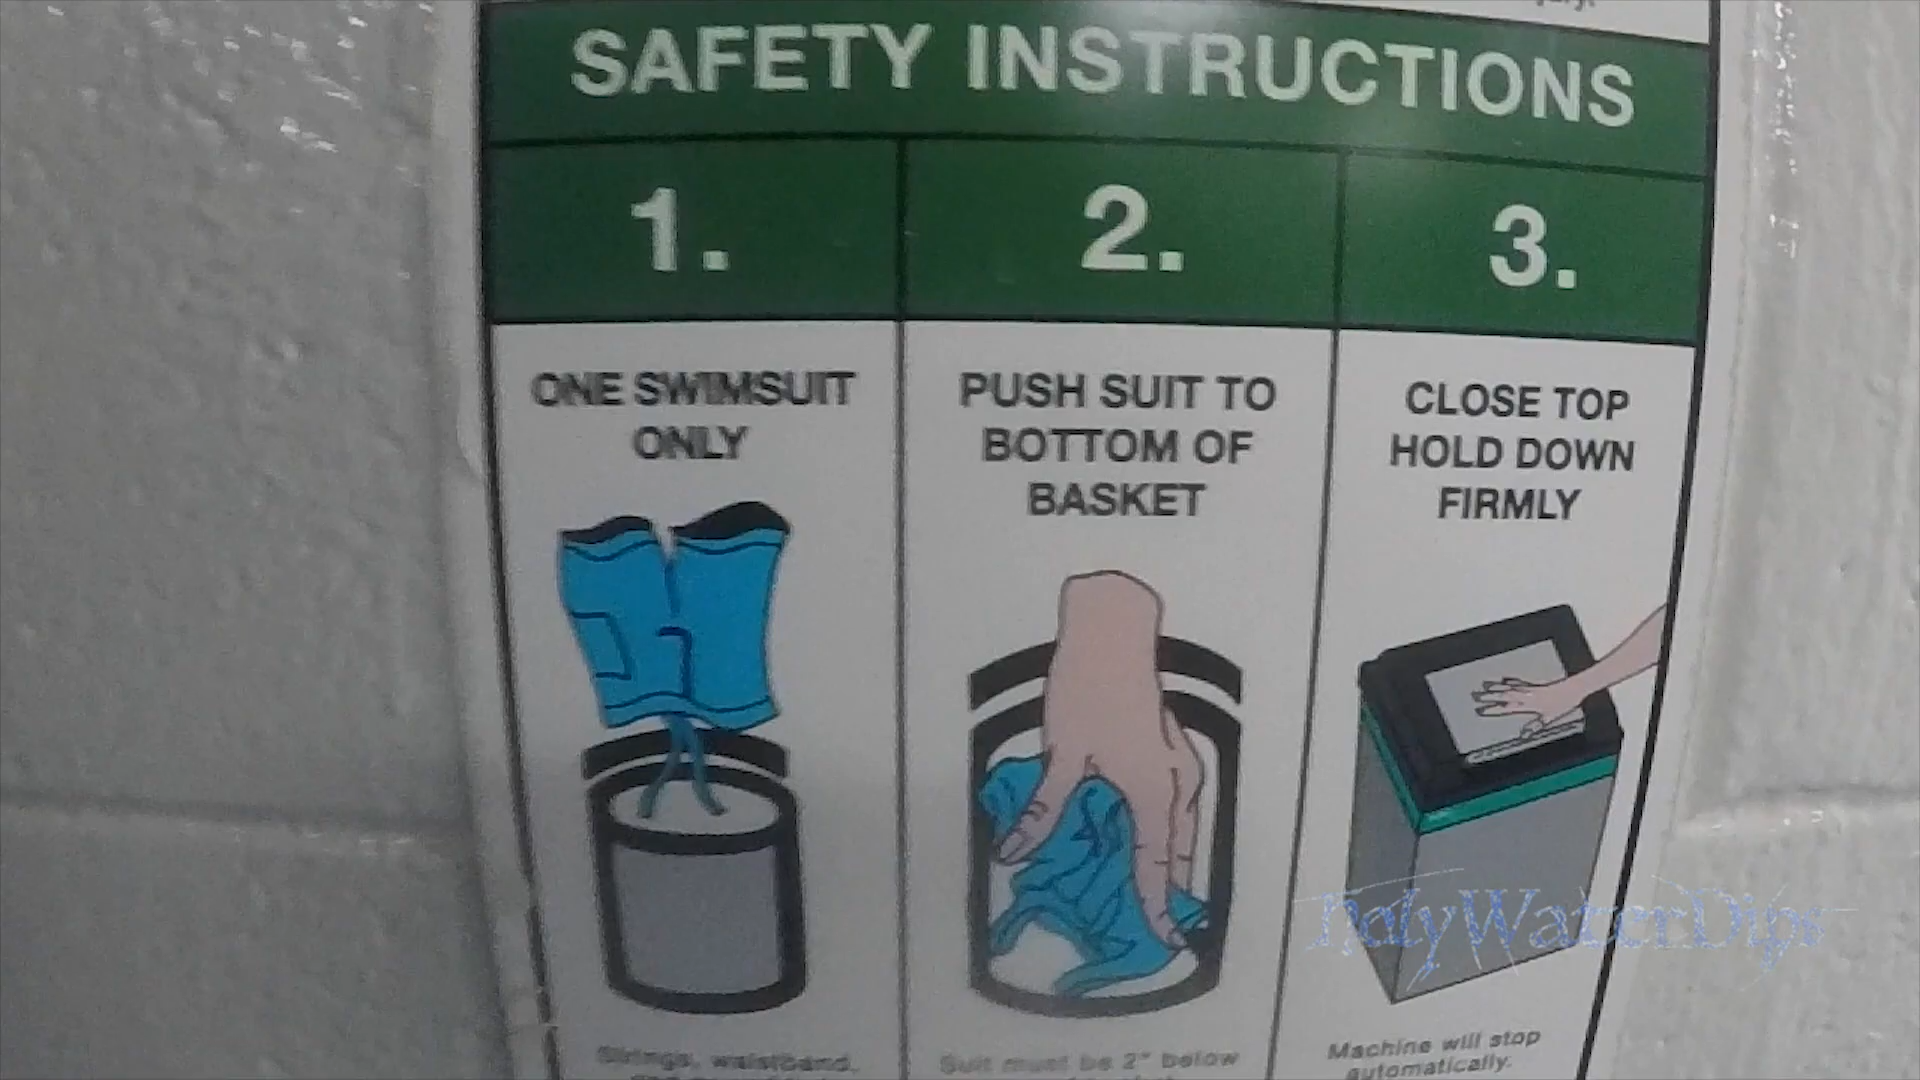 SAFETY INSTRUCTIONS
1.
2.
3.
ONE SWIMSUIT
ONLY
PUSH SUIT TO
BOTTOM OF
BASKET
CLOSE TOP
HOLD DOWN
FIRMLY
Strings, waistband,
Suit must be 2" below
Machine will stop
automatically.